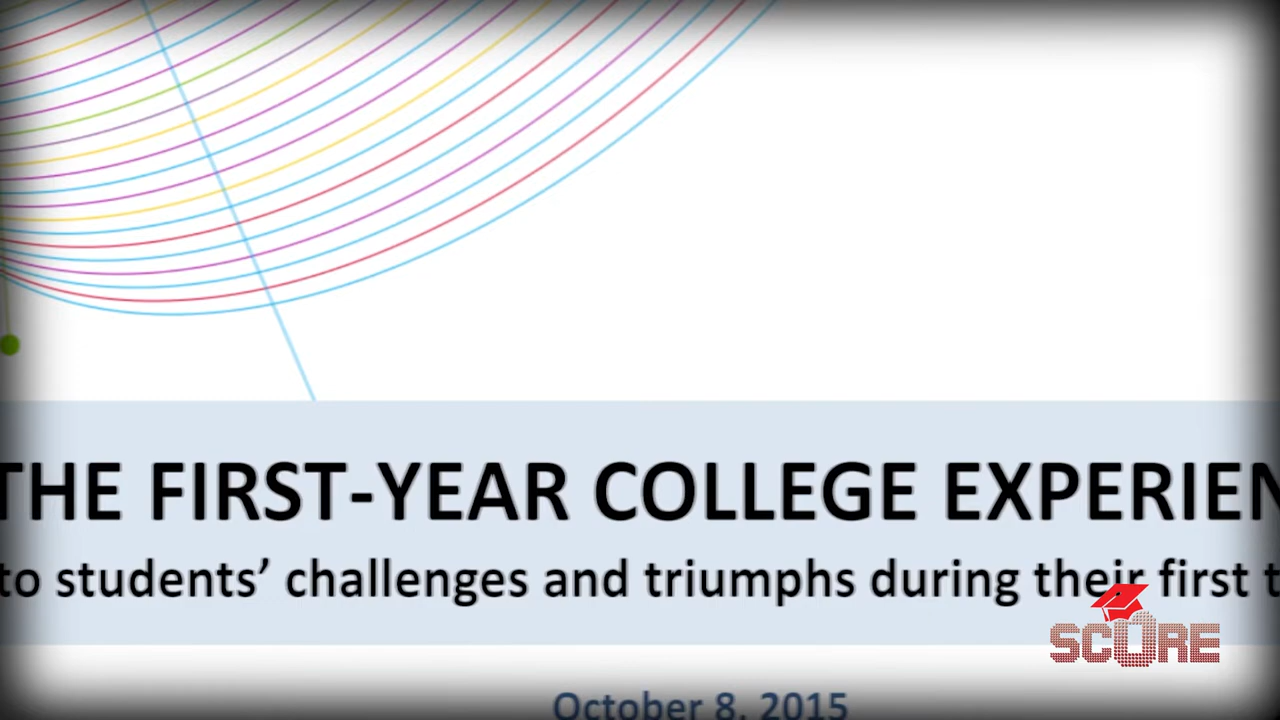 THE FIRST-YEAR COLLEGE EXPERIEN
to students’ challenges and triumphs during their first t
SCORE
October 8, 2015